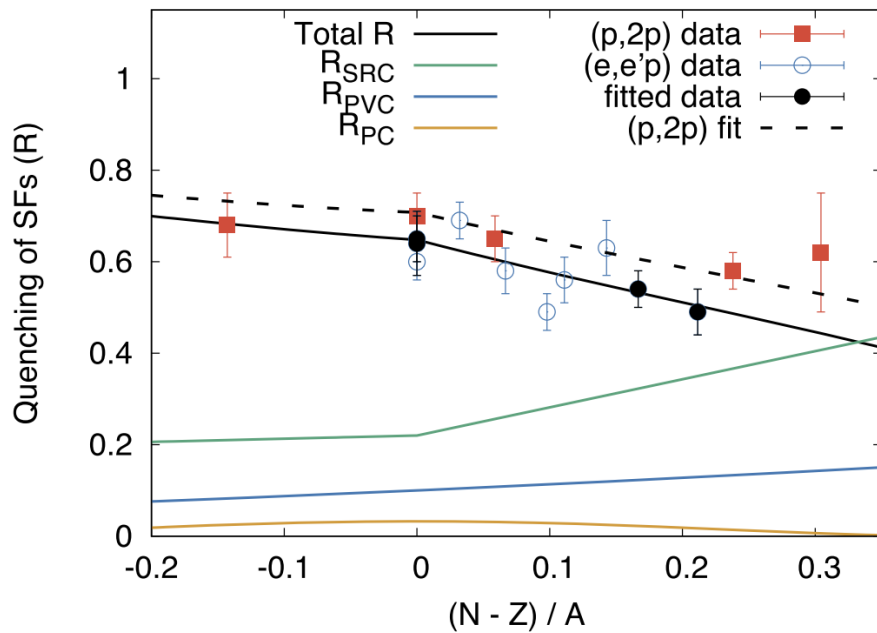 Total R
R_SRC
R_PVC
R_PC
(p,2p) data
(e,e'p) data
fitted data
(p,2p) fit
Quenching of SFs (R)
1
0.8
0.6
0.4
0.2
0
-0.2
-0.1
0
0.1
0.2
0.3
(N - Z) / A